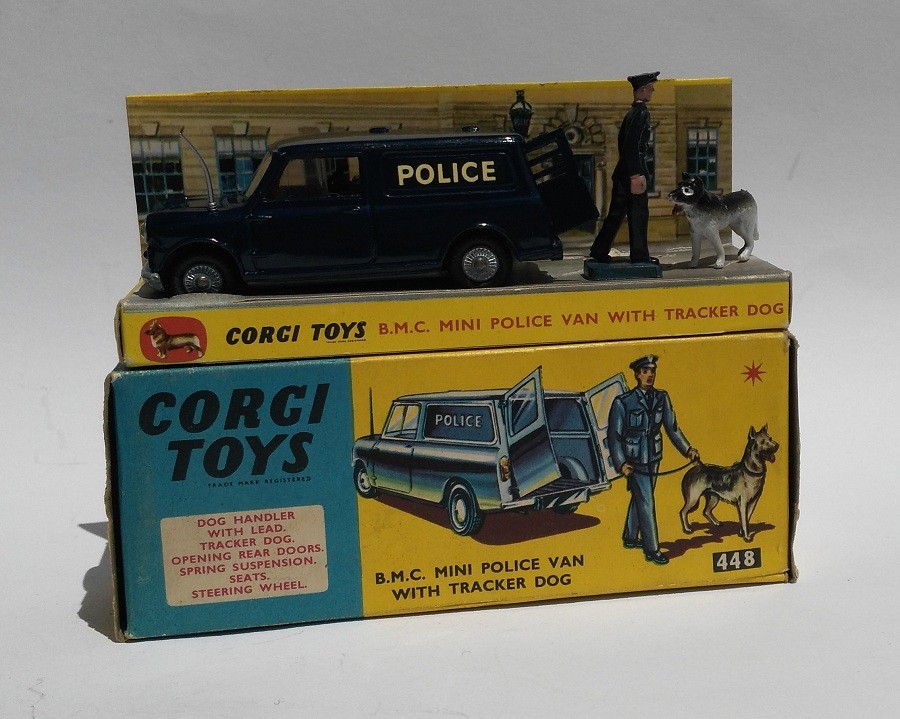 POLICE
CORGI TOYS B.M.C. MINI POLICE VAN WITH TRACKER DOG
CORGI
TOYS
TRADE MARK REGISTERED
DOG HANDLER
WITH LEAD.
TRACKER DOG.
OPENING REAR DOORS.
SPRING SUSPENSION.
SEATS.
STEERING WHEEL.
POLICE
B.M.C. MINI POLICE VAN
WITH TRACKER DOG
448